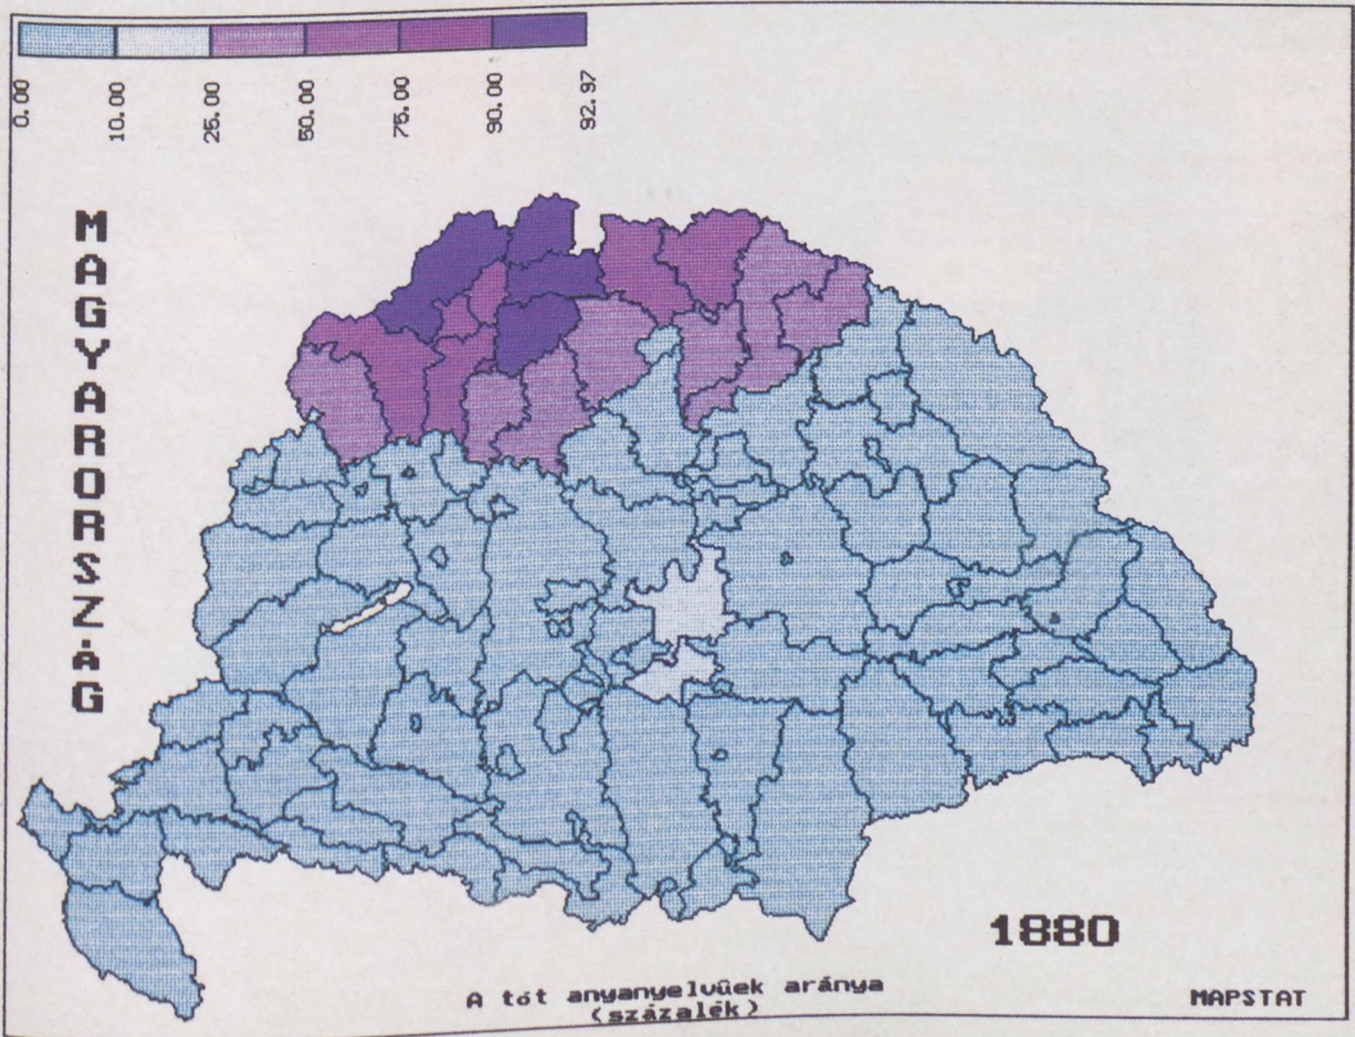 0.00
10.00
25.00
50.00
75.00
90.00
92.97
MAGYARORSZÁG
1880
A tót anyanyelvűek aránya
(százalék)
MAPSTAT